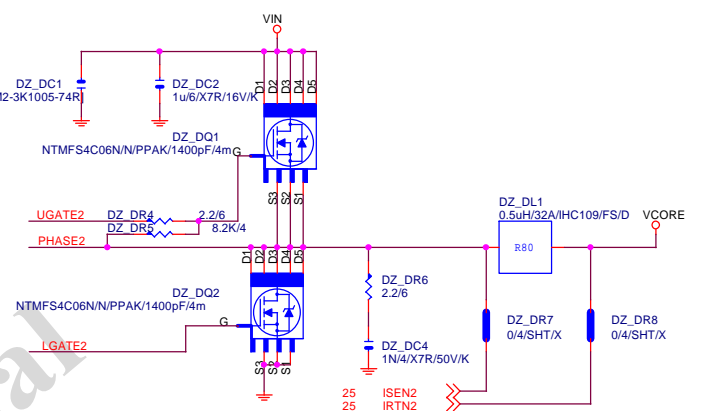 VIN
D1 D2 D3 D4 D5
DZ_DC1
M2-3K1005-74R]
DZ_DC2
1u/6/X7R/16V/K
DZ_DQ1
NTMFS4C06N/N/PPAK/1400pF/4m
G
S3 S2 S1
UGATE2
DZ_DR4
2.2/6
DZ_DR5
8.2K/4
PHASE2
DZ_DL1
0.5uH/32A/IHC109/FS/D
R80
VCORE
D1 D2 D3 D4 D5
DZ_DQ2
NTMFS4C06N/N/PPAK/1400pF/4m
G
S3 S2 S1
LGATE2
DZ_DR6
2.2/6
DZ_DC4
1N/4/X7R/50V/K
DZ_DR7
0/4/SHT/X
DZ_DR8
0/4/SHT/X
25 ISEN2
25 IRTN2
al